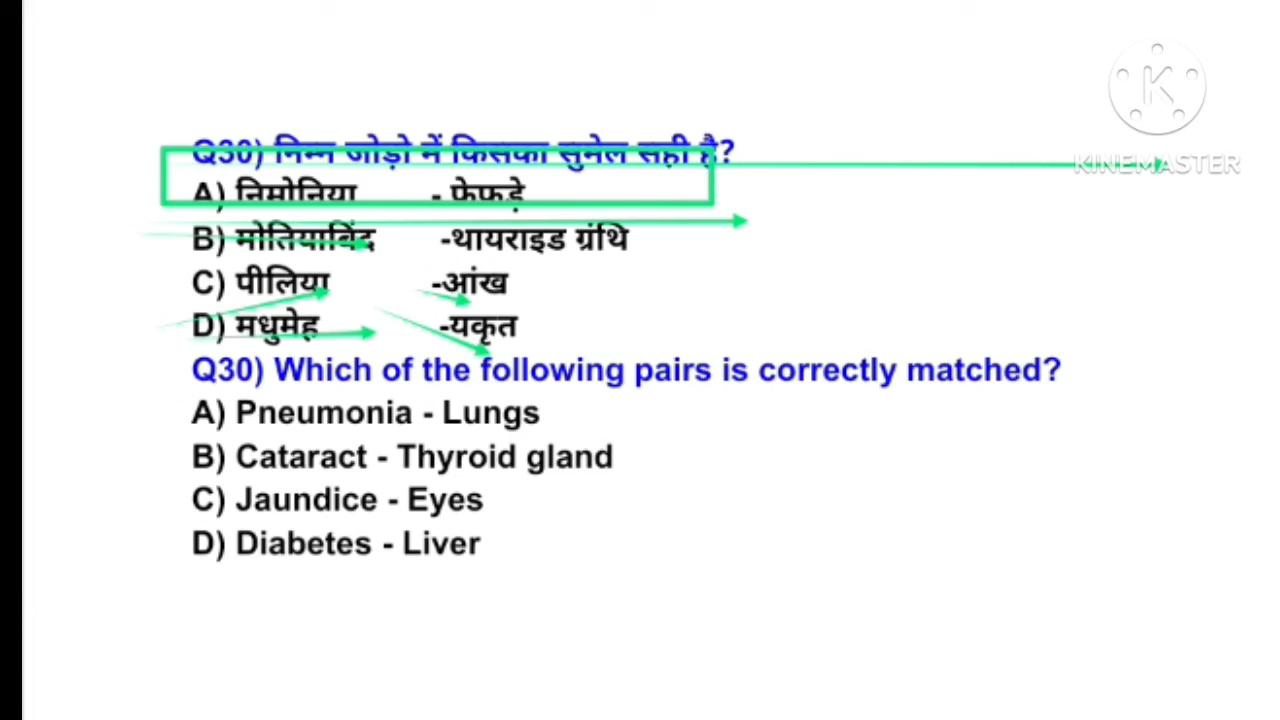 KINEMASTER
Q30) निम्न जोड़ो में किसका सुमेल सही है?
A) निमोनिया - फेफड़े
B) मोतियाबिंद -थायराइड ग्रंथि
C) पीलिया -आंख
D) मधुमेह -यकृत
Q30) Which of the following pairs is correctly matched?
A) Pneumonia - Lungs
B) Cataract - Thyroid gland
C) Jaundice - Eyes
D) Diabetes - Liver